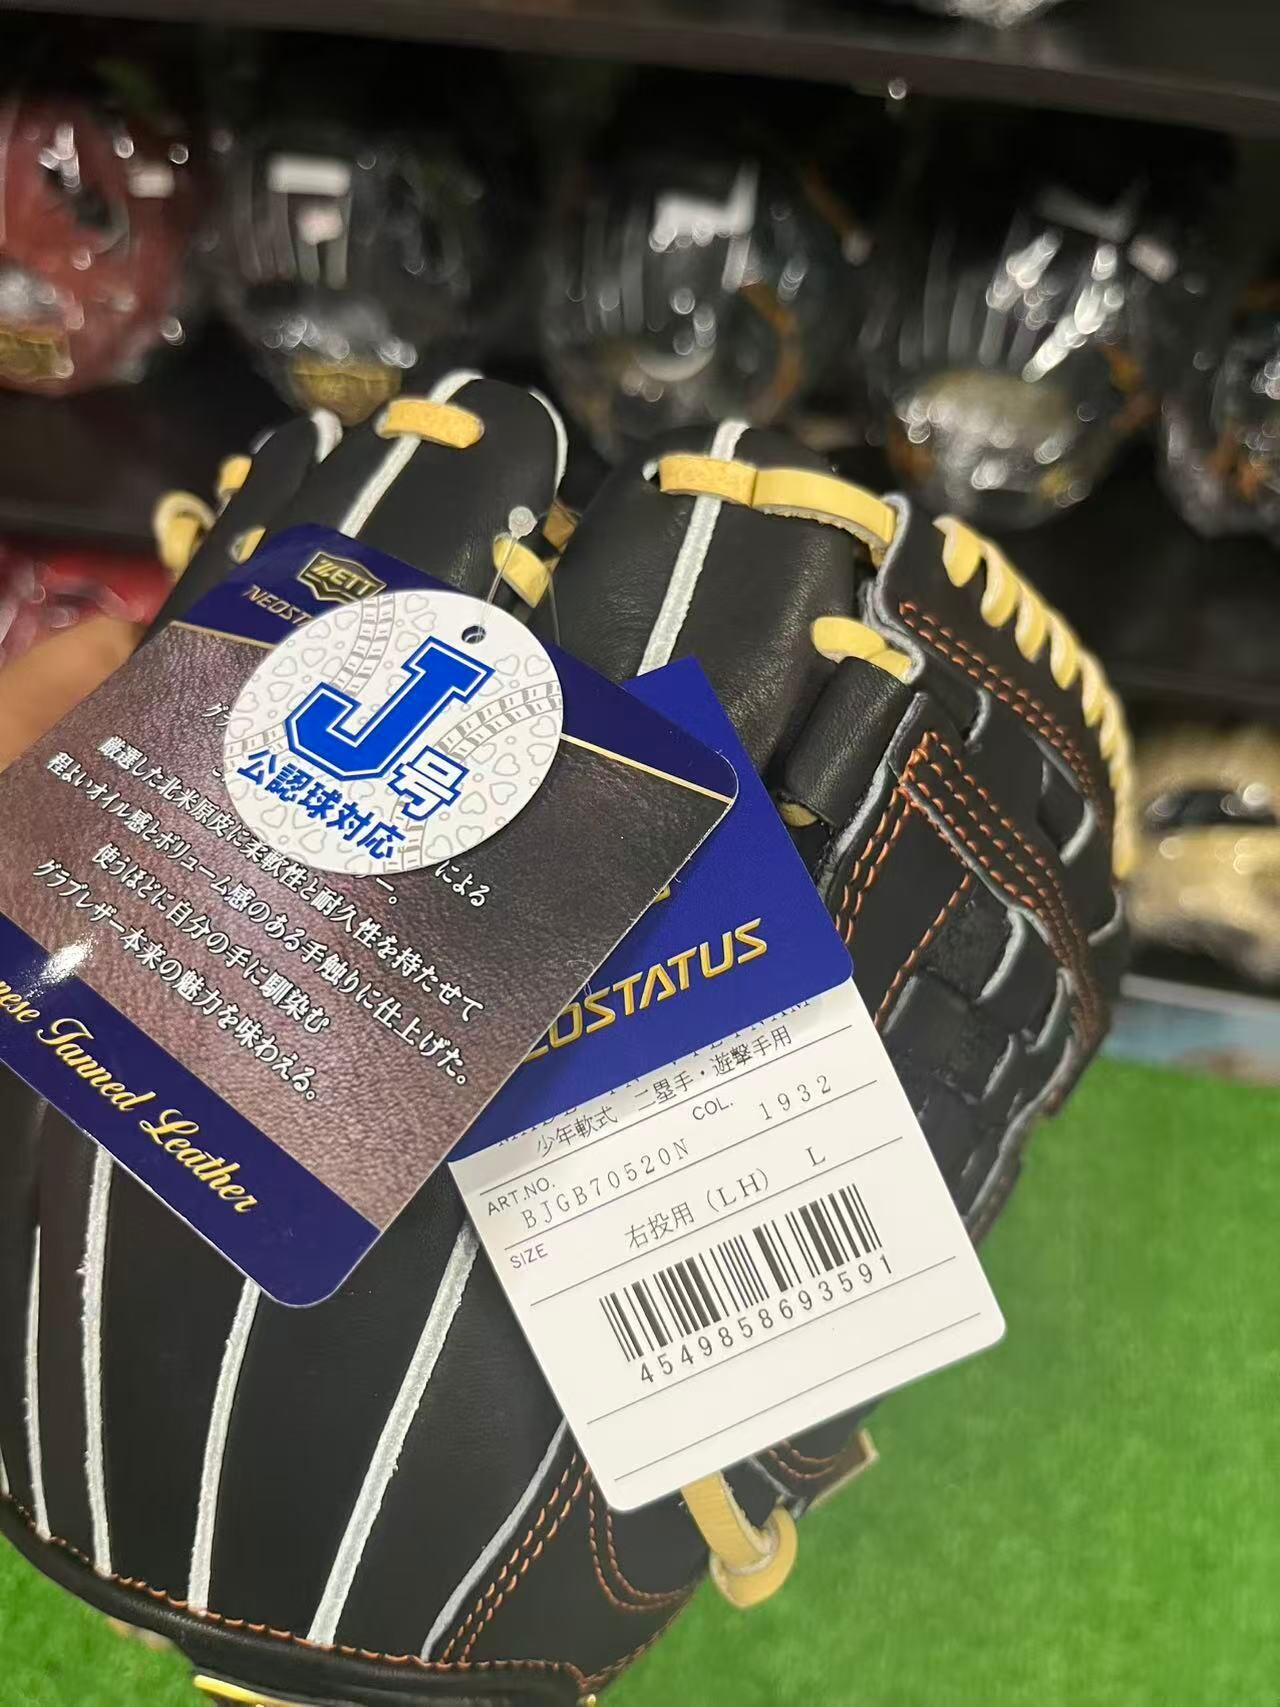 ZETT
NEOST
J号
公認球対応
による
厳選した北米原皮に柔軟性と耐久性を持たせて
程よいオイル感とボリューム感のある手触りに仕上げた。
使うほどに自分の手に馴染む
グラブレザー本来の魅力を味わえる。
Tanned Leather
OSTATUS
少年軟式 二塁手・遊撃手用
COL. 1932
ART.NO. BJGB70520N
SIZE 右投用(LH) L
4549858693591